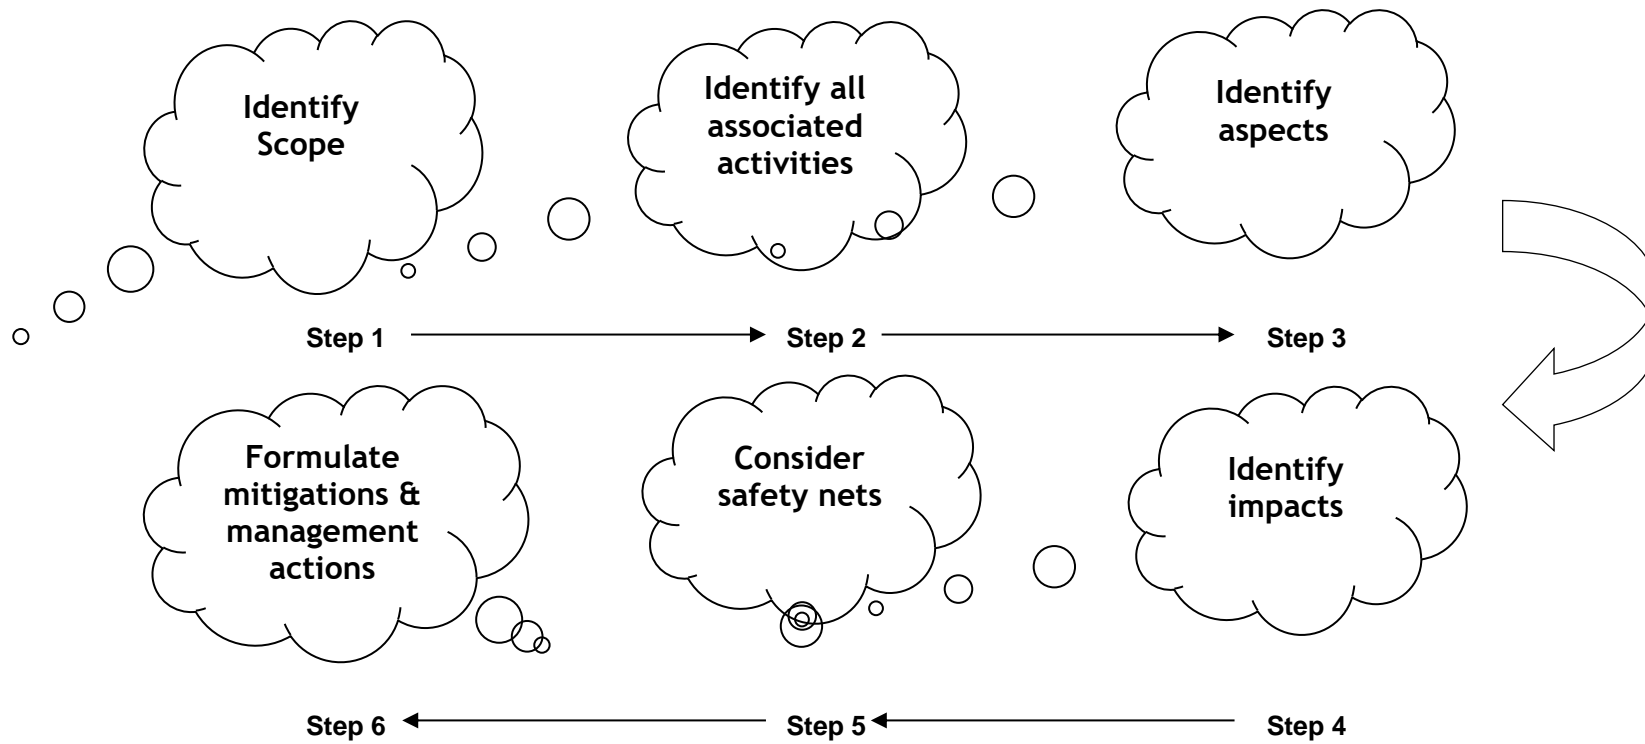 Identify
Scope
Identify all
associated
activities
Identify
aspects
Step 1
Step 2
Step 3
Formulate
mitigations &
management
actions
Consider
safety nets
Identify
impacts
Step 6
Step 5
Step 4